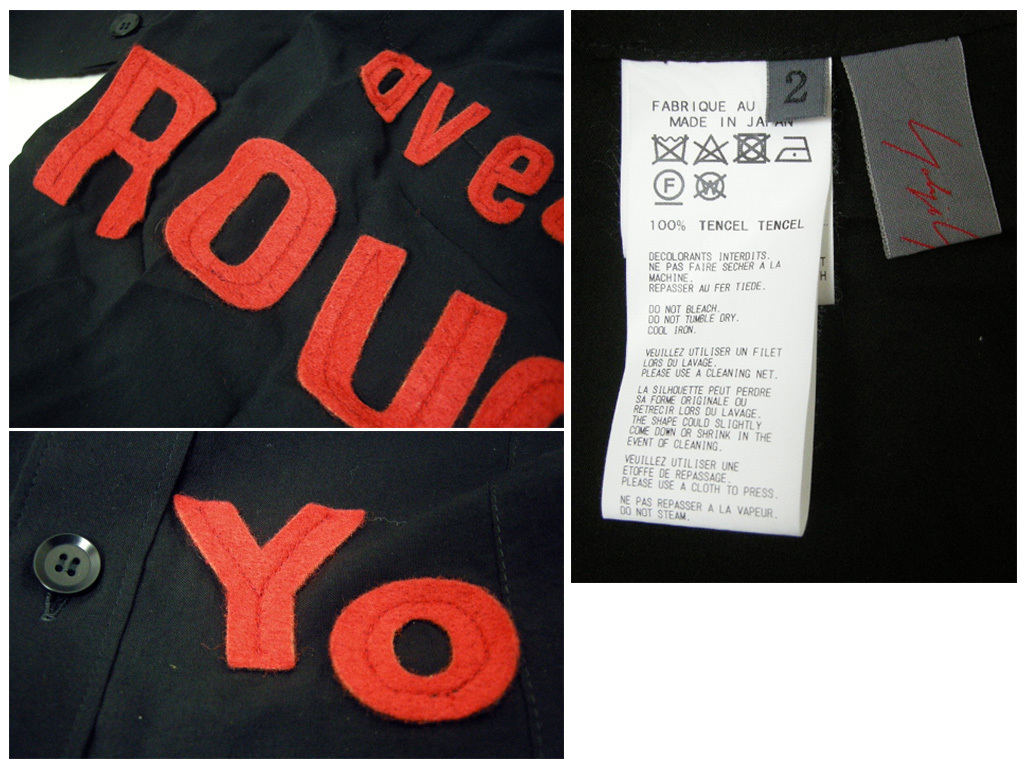 ave
ROU
Yo
2
FABRIQUE AU
MADE IN JAPAN
F
W
100% TENCEL TENCEL
DECOLORANTS INTERDITS.
NE PAS FAIRE SECHER A LA
MACHINE.
REPASSER AU FER TIEDE.
DO NOT BLEACH.
DO NOT TUMBLE DRY.
COOL IRON.
VEUILLEZ UTILISER UN FILET
LORS DU LAVAGE.
PLEASE USE A CLEANING NET.
LA SILHOUETTE PEUT PERDRE
SA FORME ORIGINALE OU
RETRECIR LORS DU LAVAGE.
THE SHAPE COULD SLIGHTLY
COME DOWN OR SHRINK IN THE
EVENT OF CLEANING.
VEUILLEZ UTILISER UNE
ETOFFE DE REPASSAGE.
PLEASE USE A CLOTH TO PRESS.
NE PAS REPASSER A LA VAPEUR.
DO NOT STEAM.
T
H